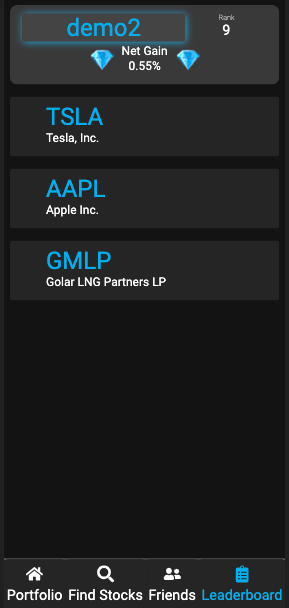 demo2
Rank
9
Net Gain
0.55%
TSLA
Tesla, Inc.
AAPL
Apple Inc.
GMLP
Golar LNG Partners LP
Portfolio Find Stocks Friends Leaderboard